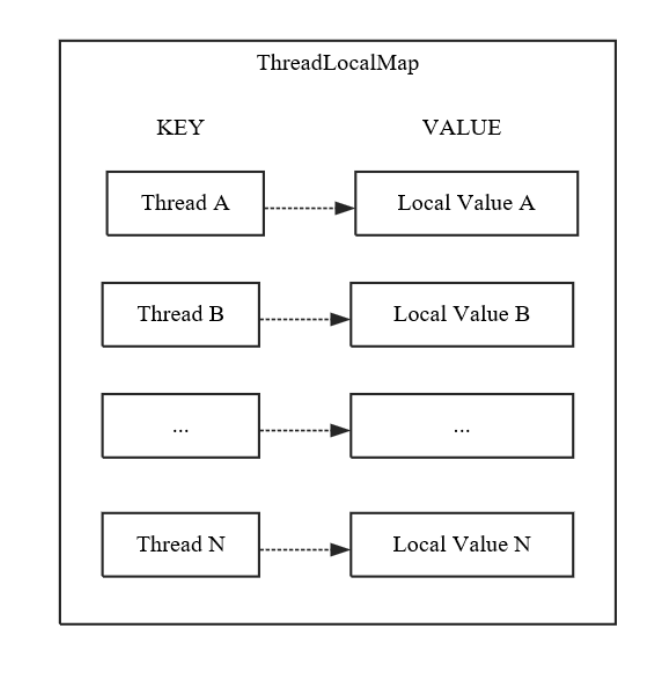 ThreadLocalMap
KEY VALUE
Thread A Local Value A
Thread B Local Value B
... ...
Thread N Local Value N